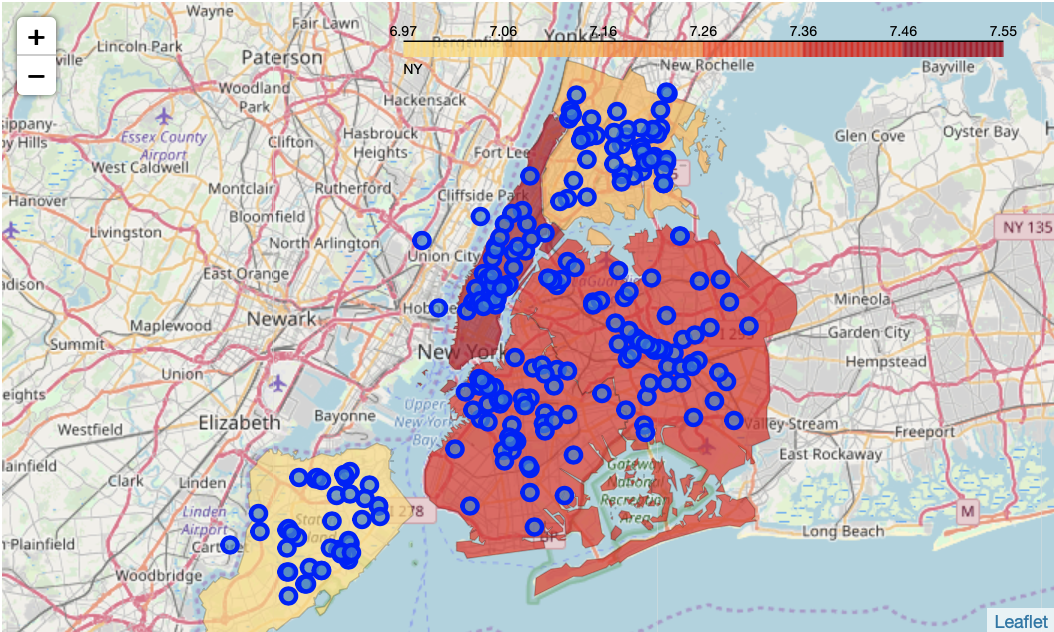 +
−
6.97 7.06 7.16 7.26 7.36 7.46 7.55
NY
Wayne
Fair Lawn
Bergenfield
Yonkers
Lincoln Park
Paterson
New Rochelle
Bayville
Woodland
Park
Hackensack
Essex County
Airport
Clifton
Hasbrouck
Heights
Fort Lee
Glen Cove
Oyster Bay
West Caldwell
Montclair
Rutherford
Cliffside Park
Hanover
Bloomfield
Livingston
North Arlington
Union City
NY 135
East Orange
LaGuardia
Mineola
Newark
Maplewood
Garden City
Summit
New York
I 295
Hempstead
Union
Upper
New York
Bay
Bayonne
Elizabeth
Westfield
Valley Stream
Freeport
East Rockaway
Clark
Linden
Gateway
National
Recreation
Area
Linden
Airport
I 278
M
Long Beach
Woodbridge
Leaflet